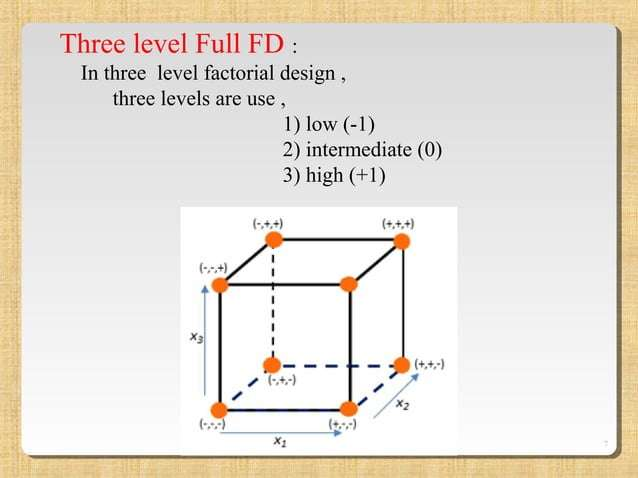 Three level Full FD :
In three level factorial design ,
three levels are use ,
1) low (-1)
2) intermediate (0)
3) high (+1)
(-,+,+)
(+,+,+)
(-,-,+)
x3
(+,+,-)
(-,+,-)
x2
(-,-,-)
(+,-,-)
x1